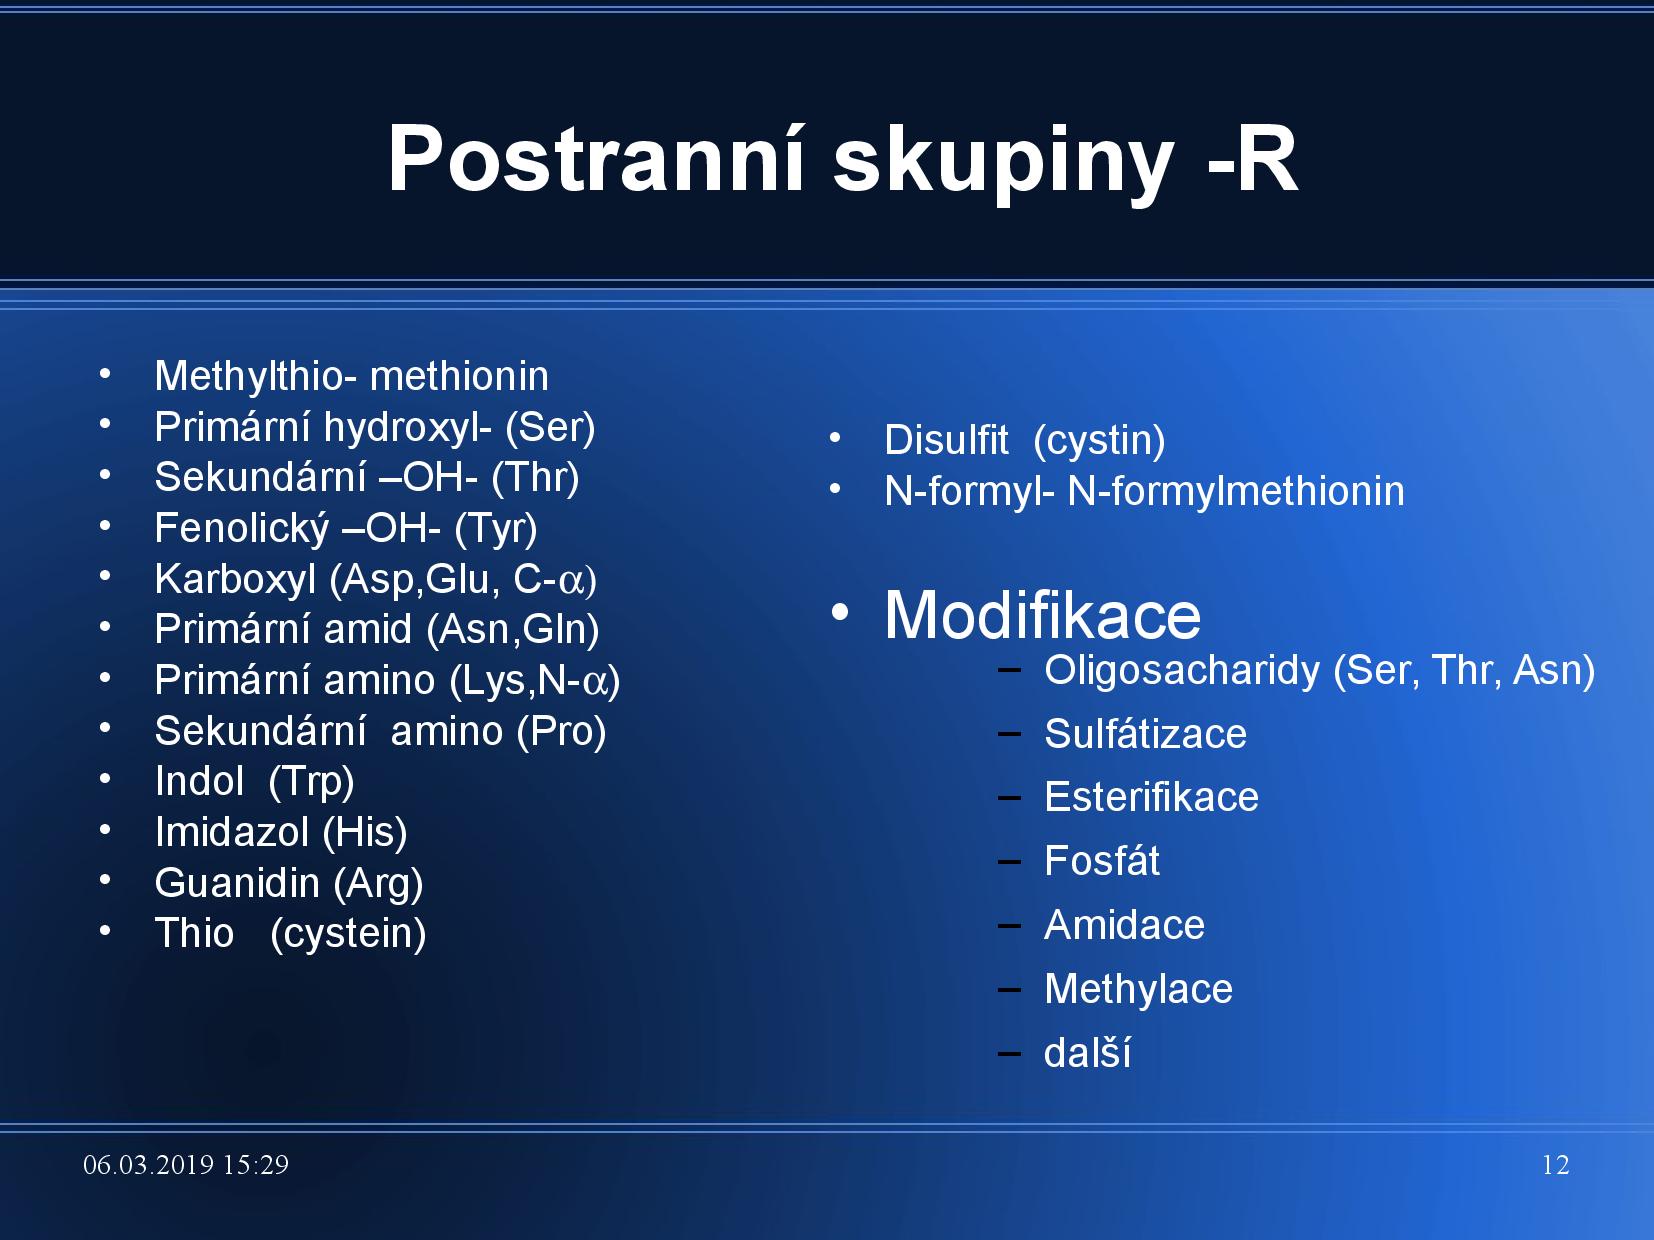 Postranní skupiny -R
• Methylthio- methionin
• Primární hydroxyl- (Ser)
• Sekundární –OH- (Thr)
• Fenolický –OH- (Tyr)
• Karboxyl (Asp,Glu, C-α)
• Primární amid (Asn,Gln)
• Primární amino (Lys,N-α)
• Sekundární  amino (Pro)
• Indol  (Trp)
• Imidazol (His)
• Guanidin (Arg)
• Thio   (cystein)
• Disulfit  (cystin)
• N-formyl- N-formylmethionin
• Modifikace
– Oligosacharidy (Ser, Thr, Asn)
– Sulfátizace
– Esterifikace
– Fosfát
– Amidace
– Methylace
– další
06.03.2019 15:29
12